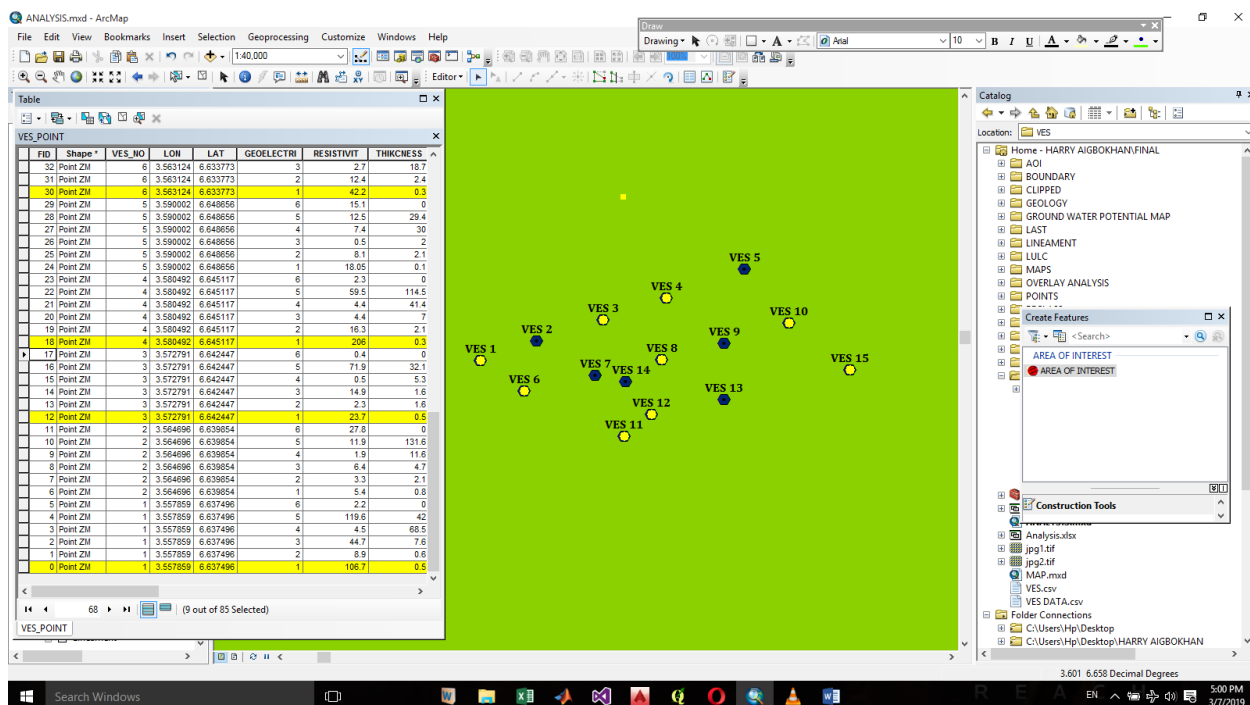 ANALYSIS.mxd - ArcMap
File Edit View Bookmarks Insert Selection Geoprocessing Customize Windows Help
Draw
Drawing A Arial 10 B I U A
1:40,000
100%
Editor
Table
VES_POINT
FID Shape * VES_NO LON LAT GEOELECTRI RESISTIVIT THIKCNESS
32 Point ZM 6 3.563124 6.633773 3 2.7 18.7
31 Point ZM 6 3.563124 6.633773 2 12.4 2.4
30 Point ZM 6 3.563124 6.633773 1 42.2 0.3
29 Point ZM 5 3.590002 6.648656 6 15.1 0
28 Point ZM 5 3.590002 6.648656 5 12.5 29.4
27 Point ZM 5 3.590002 6.648656 4 7.4 30
26 Point ZM 5 3.590002 6.648656 3 0.5 2
25 Point ZM 5 3.590002 6.648656 2 8.1 2.1
24 Point ZM 5 3.590002 6.648656 1 18.05 0.1
23 Point ZM 4 3.580492 6.645117 6 2.3 0
22 Point ZM 4 3.580492 6.645117 5 59.5 114.5
21 Point ZM 4 3.580492 6.645117 4 4.4 41.4
20 Point ZM 4 3.580492 6.645117 3 4.4 7
19 Point ZM 4 3.580492 6.645117 2 16.3 2.1
18 Point ZM 4 3.580492 6.645117 1 206 0.3
17 Point ZM 3 3.572791 6.642447 6 0.4 0
16 Point ZM 3 3.572791 6.642447 5 71.9 32.1
15 Point ZM 3 3.572791 6.642447 4 0.5 5.3
14 Point ZM 3 3.572791 6.642447 3 14.9 1.6
13 Point ZM 3 3.572791 6.642447 2 2.3 1.6
12 Point ZM 3 3.572791 6.642447 1 23.7 0.5
11 Point ZM 2 3.564696 6.639854 6 27.8 0
10 Point ZM 2 3.564696 6.639854 5 11.9 131.6
9 Point ZM 2 3.564696 6.639854 4 1.9 11.6
8 Point ZM 2 3.564696 6.639854 3 6.4 4.7
7 Point ZM 2 3.564696 6.639854 2 3.3 2.1
6 Point ZM 2 3.564696 6.639854 1 5.4 0.8
5 Point ZM 1 3.557859 6.637496 6 2.2 0
4 Point ZM 1 3.557859 6.637496 5 119.6 42
3 Point ZM 1 3.557859 6.637496 4 4.5 68.5
2 Point ZM 1 3.557859 6.637496 3 44.7 7.6
1 Point ZM 1 3.557859 6.637496 2 8.9 0.6
0 Point ZM 1 3.557859 6.637496 1 106.7 0.5
68 (9 out of 85 Selected)
VES_POINT
VES 5
VES 4
VES 3
VES 10
VES 2
VES 9
VES 1
VES 8
VES 15
VES 7
VES 14
VES 6
VES 13
VES 12
VES 11
Catalog
Location: VES
Home - HARRY AIGBOKHAN\FINAL
AOI
BOUNDARY
CLIPPED
GEOLOGY
GROUND WATER POTENTIAL MAP
LAST
LINEAMENT
LULC
MAPS
OVERLAY ANALYSIS
POINTS
Create Features
<Search>
AREA OF INTEREST
AREA OF INTEREST
Construction Tools
Analysis.xlsx
jpg1.tif
jpg2.tif
MAP.mxd
VES.csv
VES DATA.csv
Folder Connections
C:\Users\Hp\Desktop
C:\Users\Hp\Desktop\HARRY AIGBOKHAN
3.601 6.658 Decimal Degrees
Search Windows
EN
5:00 PM
3/7/2019